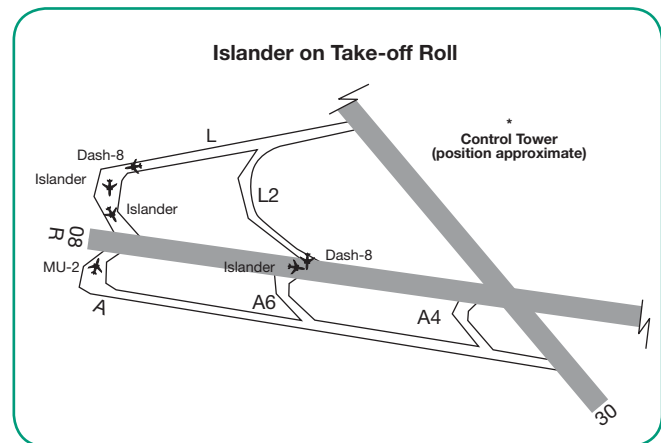 Islander on Take-off Roll
*
Control Tower
(position approximate)
L
Dash-8
Islander
L2
Islander
08
R
Dash-8
MU-2
Islander
A
A6
A4
30